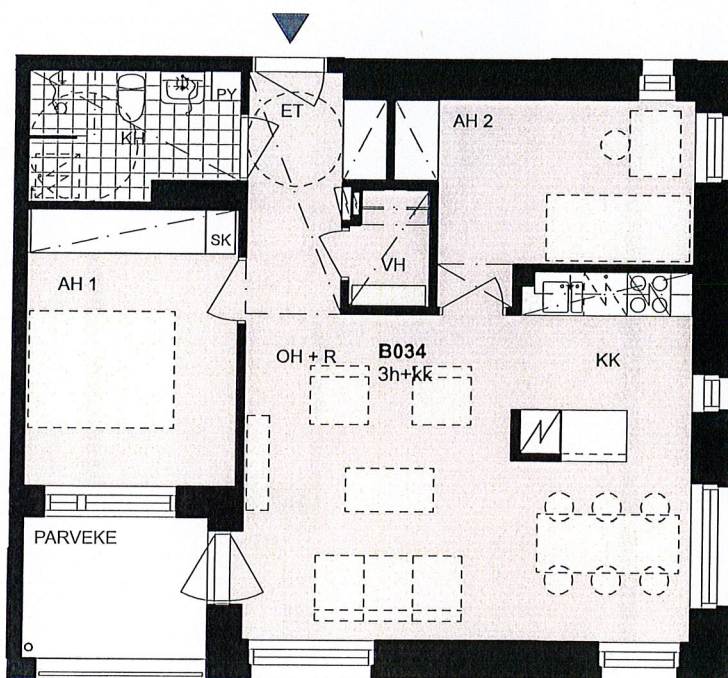 ET
AH 2
PY
KH
SK
VH
AH 1
B034
OH + R
3h+kk
KK
PARVEKE